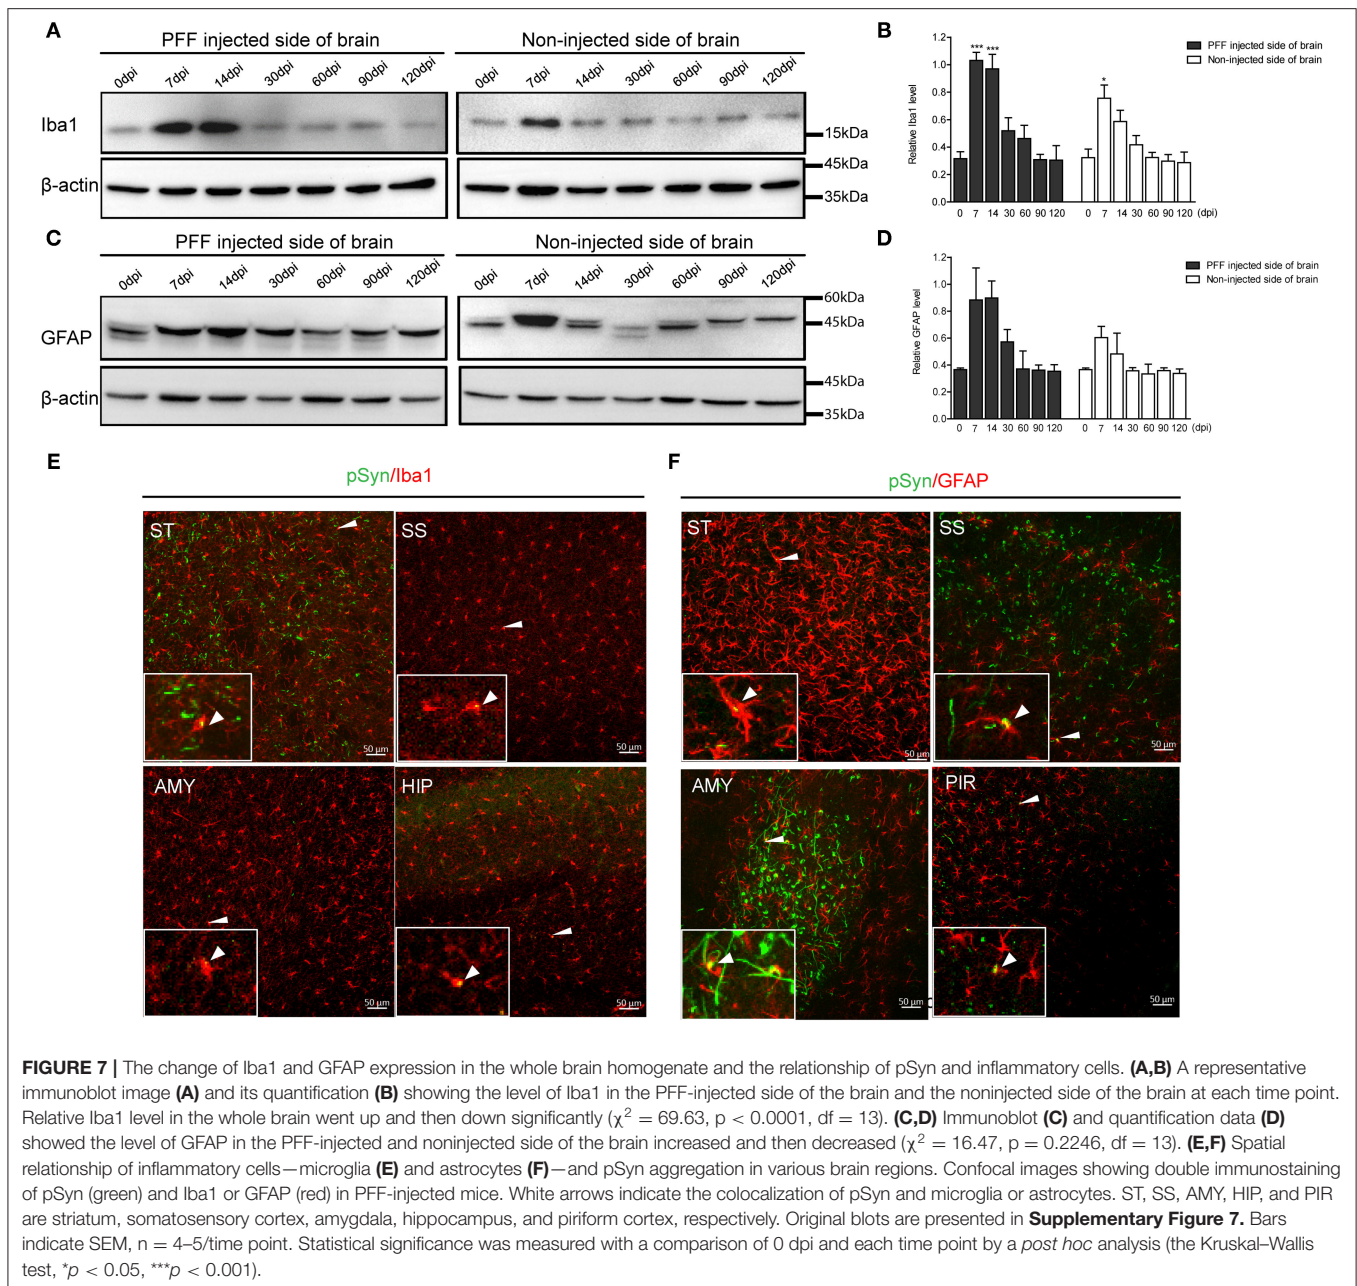 A
PFF injected side of brain
Non-injected side of brain
0dpi 7dpi 14dpi 30dpi 60dpi 90dpi 120dpi
0dpi 7dpi 14dpi 30dpi 60dpi 90dpi 120dpi
Iba1
15kDa
β-actin
45kDa
35kDa
B
PFF injected side of brain
Non-injected side of brain
Relative Iba1 level
1.2
1.0
0.8
0.6
0.4
0.2
0.0
*** ***
*
0 7 14 30 60 90 120 0 7 14 30 60 90 120 (dpi)
C
PFF injected side of brain
Non-injected side of brain
0dpi 7dpi 14dpi 30dpi 60dpi 90dpi 120dpi
0dpi 7dpi 14dpi 30dpi 60dpi 90dpi 120dpi
GFAP
60kDa
45kDa
β-actin
45kDa
35kDa
D
PFF injected side of brain
Non-injected side of brain
Relative GFAP level
1.2
1.0
0.8
0.6
0.4
0.2
0.0
0 7 14 30 60 90 120 0 7 14 30 60 90 120 (dpi)
E
pSyn/Iba1
ST
50 µm
SS
50 µm
AMY
50 µm
HIP
50 µm
F
pSyn/GFAP
ST
50 µm
SS
50 µm
AMY
PIR
50 µm
FIGURE 7 | The change of Iba1 and GFAP expression in the whole brain homogenate and the relationship of pSyn and inflammatory cells. (A,B) A representative
immunoblot image (A) and its quantification (B) showing the level of Iba1 in the PFF-injected side of the brain and the noninjected side of the brain at each time point.
Relative Iba1 level in the whole brain went up and then down significantly (χ² = 69.63, p < 0.0001, df = 13). (C,D) Immunoblot (C) and quantification data (D)
showed the level of GFAP in the PFF-injected and noninjected side of the brain increased and then decreased (χ² = 16.47, p = 0.2246, df = 13). (E,F) Spatial
relationship of inflammatory cells—microglia (E) and astrocytes (F)—and pSyn aggregation in various brain regions. Confocal images showing double immunostaining
of pSyn (green) and Iba1 or GFAP (red) in PFF-injected mice. White arrows indicate the colocalization of pSyn and microglia or astrocytes. ST, SS, AMY, HIP, and PIR
are striatum, somatosensory cortex, amygdala, hippocampus, and piriform cortex, respectively. Original blots are presented in Supplementary Figure 7. Bars
indicate SEM, n = 4–5/time point. Statistical significance was measured with a comparison of 0 dpi and each time point by a post hoc analysis (the Kruskal–Wallis
test, *p < 0.05, ***p < 0.001).